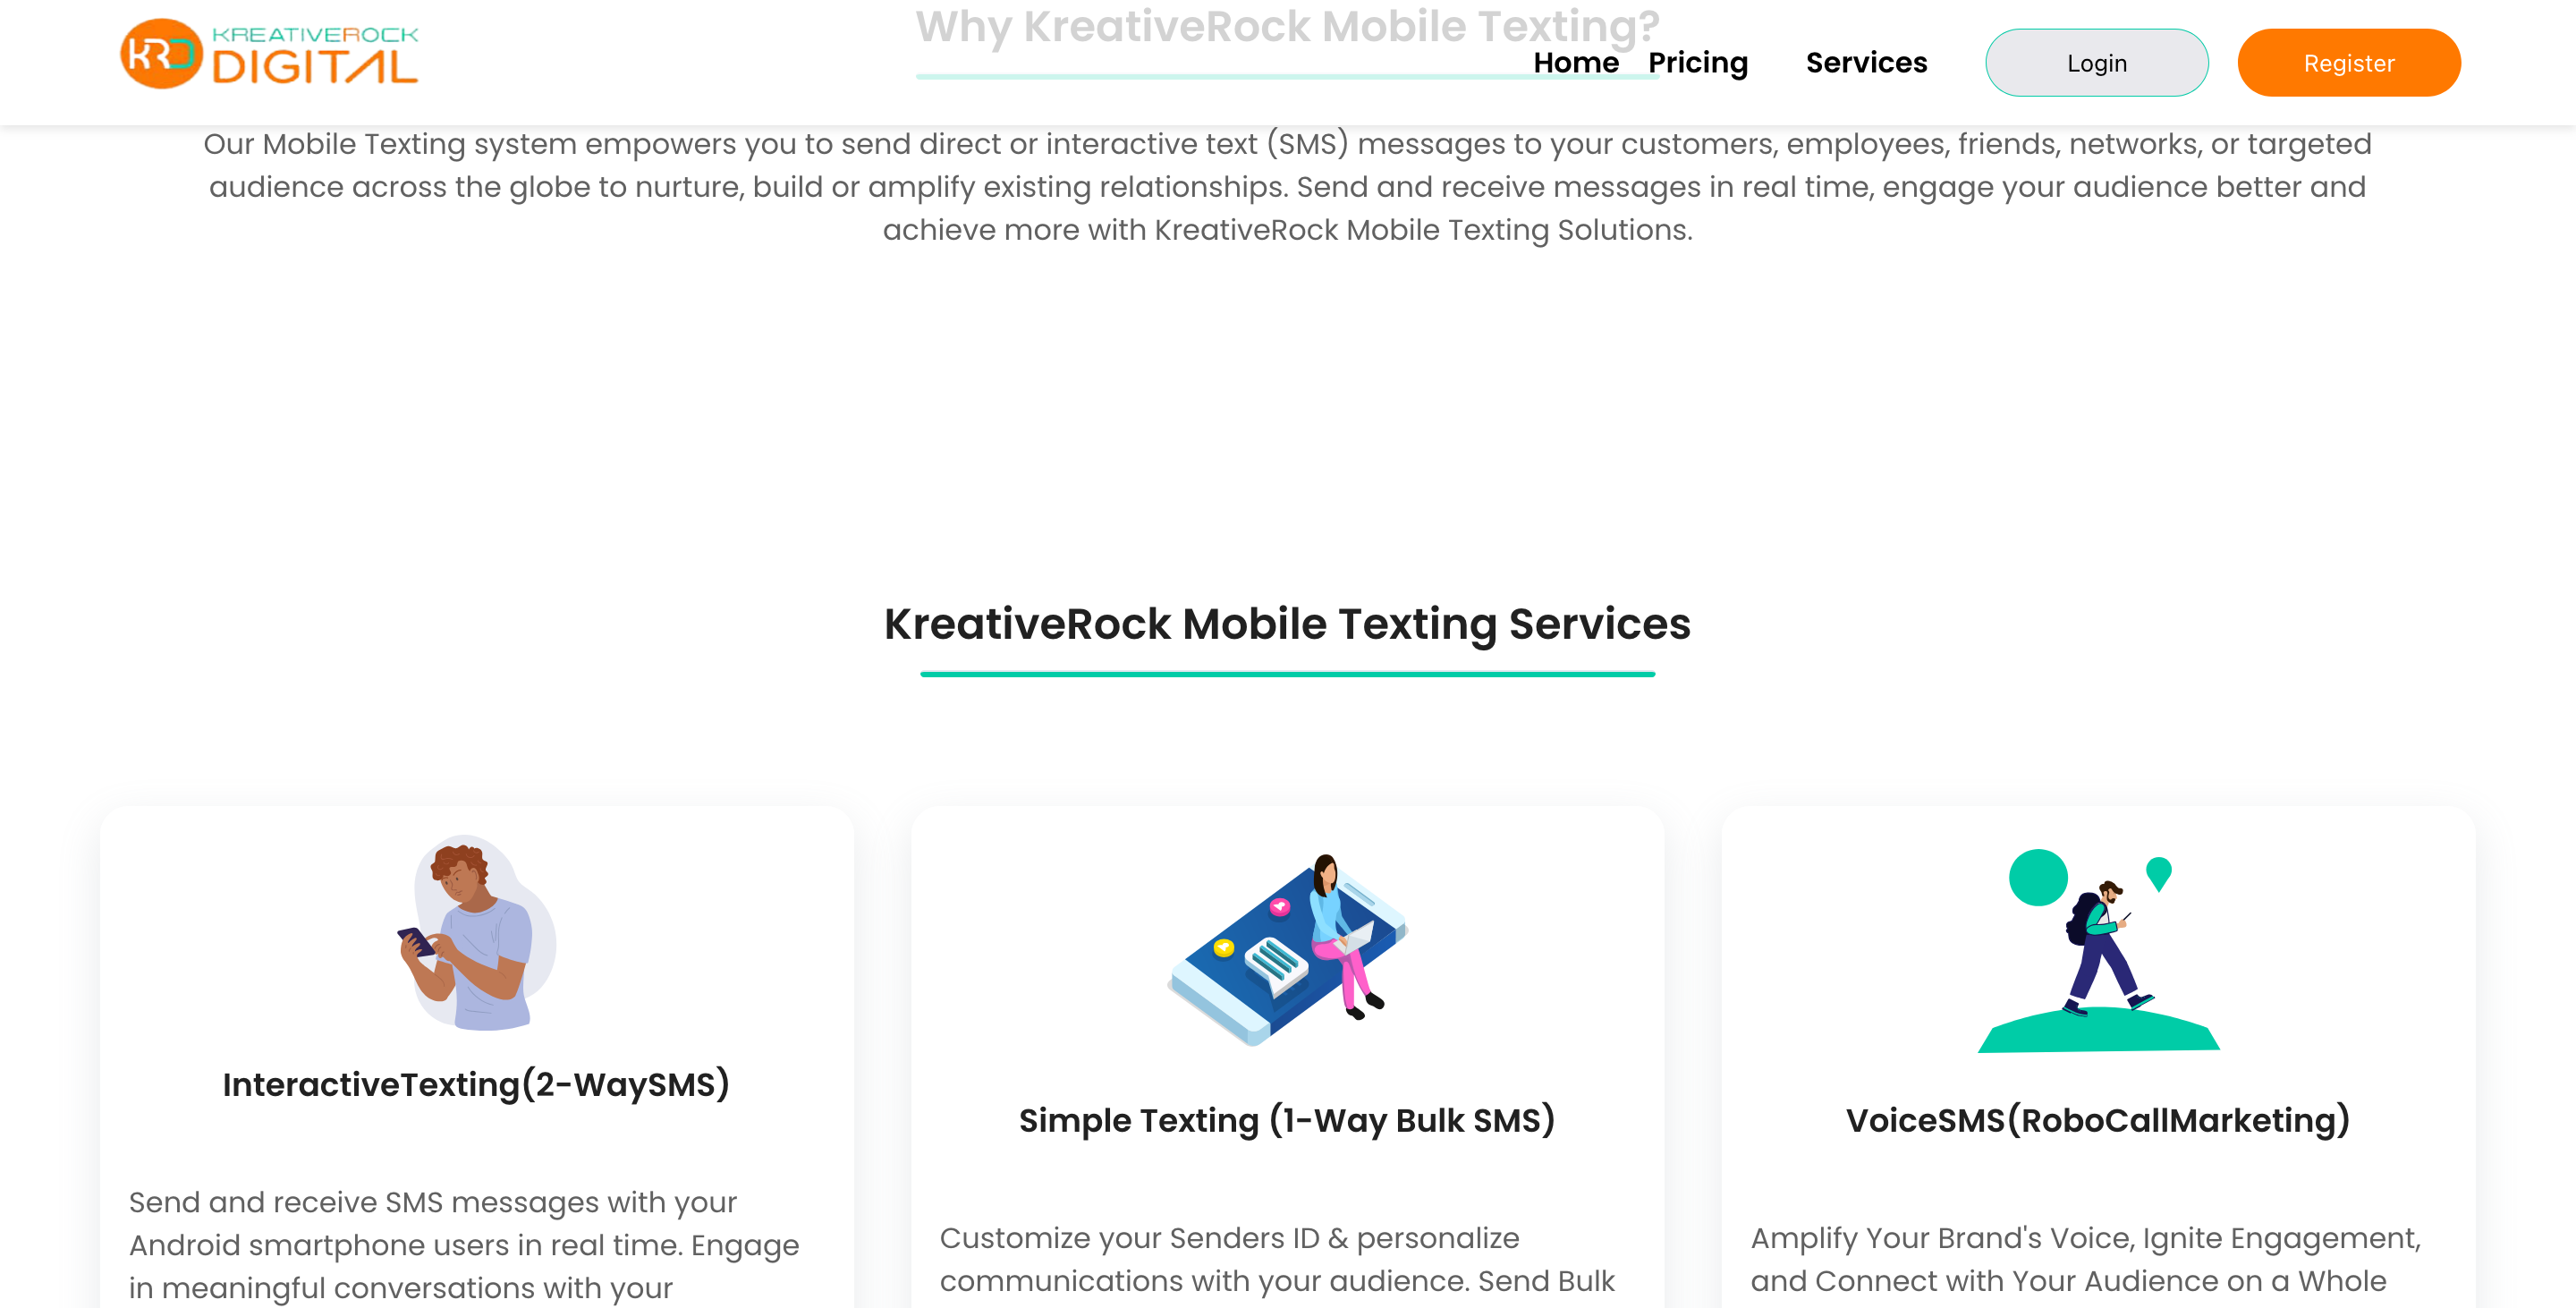 KRD KREATIVEROCK
DIGITAL
Why KreativeRock Mobile Texting?
Home Pricing Services Login Register
Our Mobile Texting system empowers you to send direct or interactive text (SMS) messages to your customers, employees, friends, networks, or targeted
audience across the globe to nurture, build or amplify existing relationships. Send and receive messages in real time, engage your audience better and
achieve more with KreativeRock Mobile Texting Solutions.
KreativeRock Mobile Texting Services
InteractiveTexting(2-WaySMS)
Send and receive SMS messages with your
Android smartphone users in real time. Engage
in meaningful conversations with your
Simple Texting (1-Way Bulk SMS)
Customize your Senders ID & personalize
communications with your audience. Send Bulk
VoiceSMS(RoboCallMarketing)
Amplify Your Brand's Voice, Ignite Engagement,
and Connect with Your Audience on a Whole